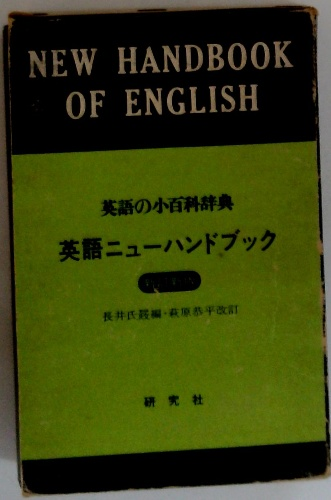 NEW HANDBOOK
OF ENGLISH
英語の小百科辞典
英語ニューハンドブック
長井氏晸編・萩原恭平改訂
研究社